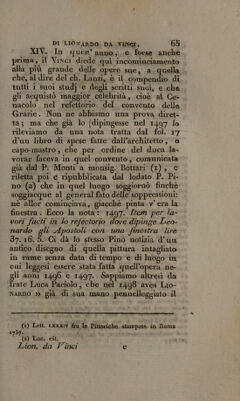 DI LIONARDO DA VINCI. 65
XIV. In quell' anno, e forse anche
prima, il VINCI diede quì incominciamento
alla più grande delle opere sue, a quella
che, al dire del ch. Lanzi, è il compendio di
tutti i suoi studj e degli scritti suoi, e che
gli acquistò maggior celebrità, cioè al Ce-
nacolo nel refettorio del convento delle
Grazie. Non ne abbiamo una prova diret-
ta; ma che già lo dipingesse nel 1497 lo
rileviamo da una nota tratta dal fol. 17
d'un libro di spese fatte dall'architetto, o
capo-mastro, che per ordine del duca la-
vorar faceva in quel convento, comunicata
già dal P. Monti a monsig. Bottari (1), e
riletta poi e ripubblicata dal lodato P. Pi-
no (2) che in quel luogo soggiornò finchè
soggiacque al general fato delle soppressioni:
nè allor cominciava, giacchè pinta v'era la
finestra: Ecco la nota: 1497. Item per la-
vori facti in lo refectorio dove dipinge Leo-
nardo gli Apostoli con una finestra lire
37. 16. 5. Ci dà lo stesso Pino notizia d'un
antico disegno di quella pittura intagliato
in rame senza data di tempo e di luogo in
cui leggesi essere stata fatta quell'opera ne-
gli anni 1496 e 1497. Sappiamo altresì da
frate Luca Paciolo, che nel 1498 avea LIO-
NARDO » già di sua mano pennelleggiato il
(1) Lett. LXXXIV fra le Pittoriche stampate in Roma
1757.
(2) Loc. cit.
Lion. da Vinci e